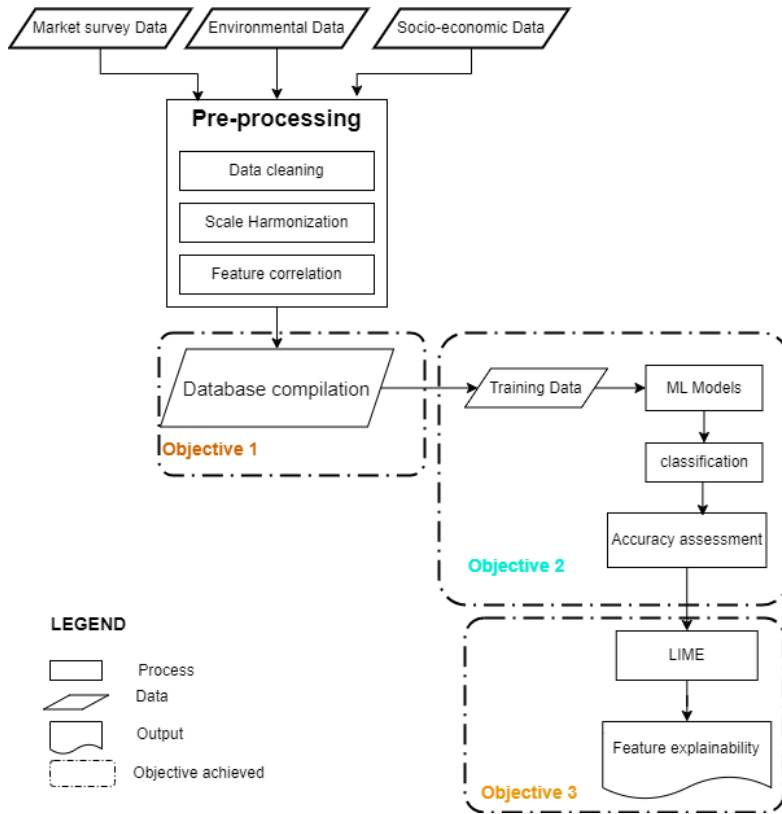 Market survey Data
Environmental Data
Socio-economic Data
Pre-processing
Data cleaning
Scale Harmonization
Feature correlation
Database compilation
Objective 1
Training Data
ML Models
classification
Accuracy assessment
Objective 2
LIME
Feature explainability
Objective 3
LEGEND
Process
Data
Output
Objective achieved